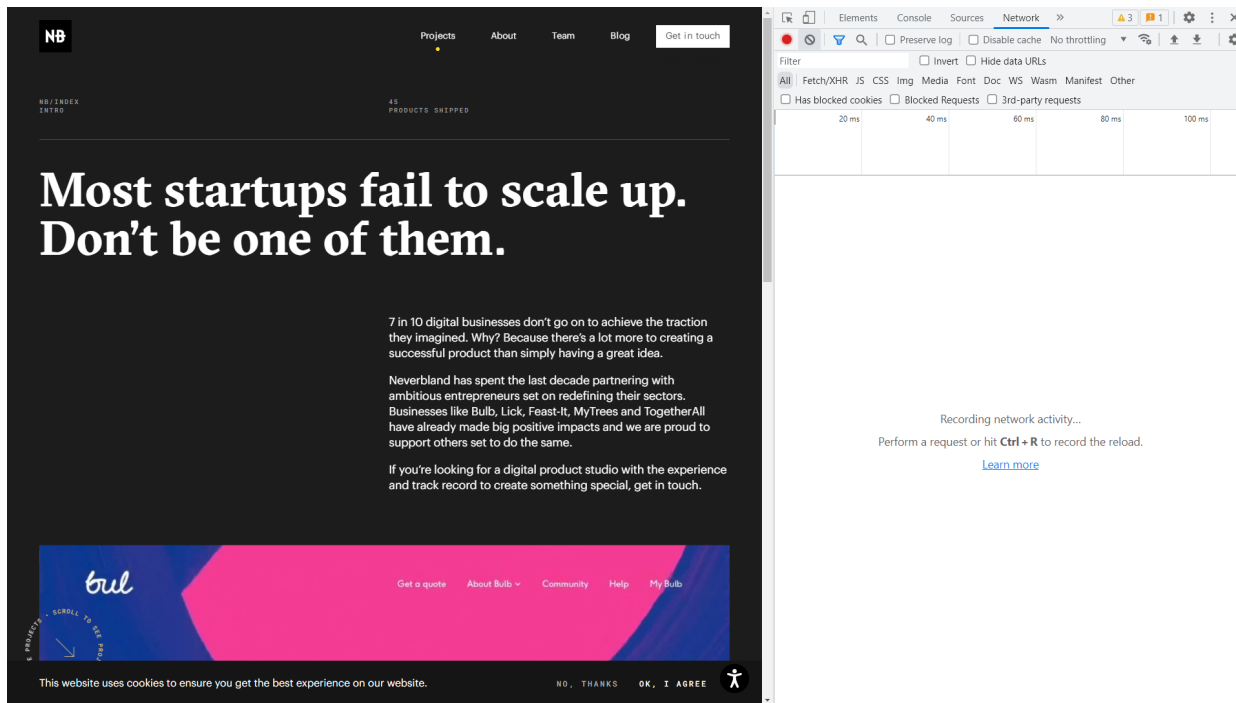 NB
Projects
About
Team
Blog
Get in touch
NB/INDEX
INTRO
45
PRODUCTS SHIPPED
Most startups fail to scale up.
Don't be one of them.
7 in 10 digital businesses don't go on to achieve the traction
they imagined. Why? Because there's a lot more to creating a
successful product than simply having a great idea.
Neverbland has spent the last decade partnering with
ambitious entrepreneurs set on redefining their sectors.
Businesses like Bulb, Lick, Feast-It, MyTrees and TogetherAll
have already made big positive impacts and we are proud to
support others set to do the same.
If you're looking for a digital product studio with the experience
and track record to create something special, get in touch.
bul
Get a quote
About Bulb
Community
Help
My Bulb
PROJECTS - SCROLL TO SEE PROJ
This website uses cookies to ensure you get the best experience on our website.
NO, THANKS
OK, I AGREE
Elements
Console
Sources
Network
3
1
Preserve log
Disable cache
No throttling
Filter
Invert
Hide data URLs
All
Fetch/XHR
JS
CSS
Img
Media
Font
Doc
WS
Wasm
Manifest
Other
Has blocked cookies
Blocked Requests
3rd-party requests
20 ms
40 ms
60 ms
80 ms
100 ms
Recording network activity...
Perform a request or hit Ctrl + R to record the reload.
Learn more